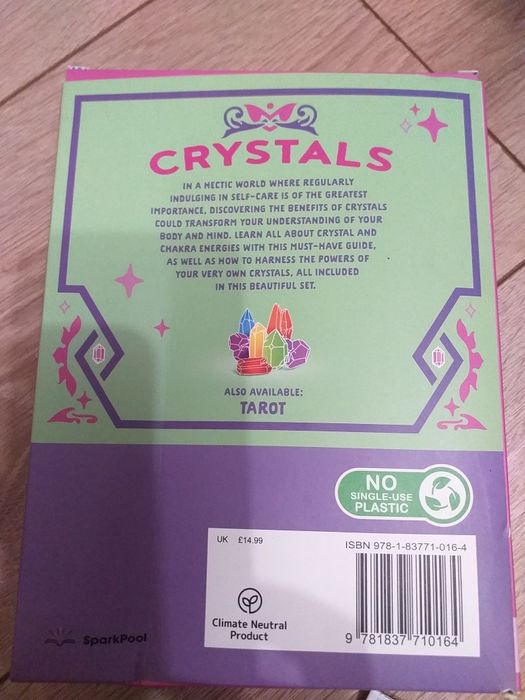 CRYSTALS
IN A HECTIC WORLD WHERE REGULARLY
INDULGING IN SELF-CARE IS OF THE GREATEST
IMPORTANCE, DISCOVERING THE BENEFITS OF CRYSTALS
COULD TRANSFORM YOUR UNDERSTANDING OF YOUR
BODY AND MIND. LEARN ALL ABOUT CRYSTAL AND
CHAKRA ENERGIES WITH THIS MUST-HAVE GUIDE,
AS WELL AS HOW TO HARNESS THE POWERS OF
YOUR VERY OWN CRYSTALS, ALL INCLUDED
IN THIS BEAUTIFUL SET.
ALSO AVAILABLE:
TAROT
NO
SINGLE-USE
PLASTIC
UK £14.99
ISBN 978-1-83771-016-4
Climate Neutral
Product
9 781837 710164
SparkPool